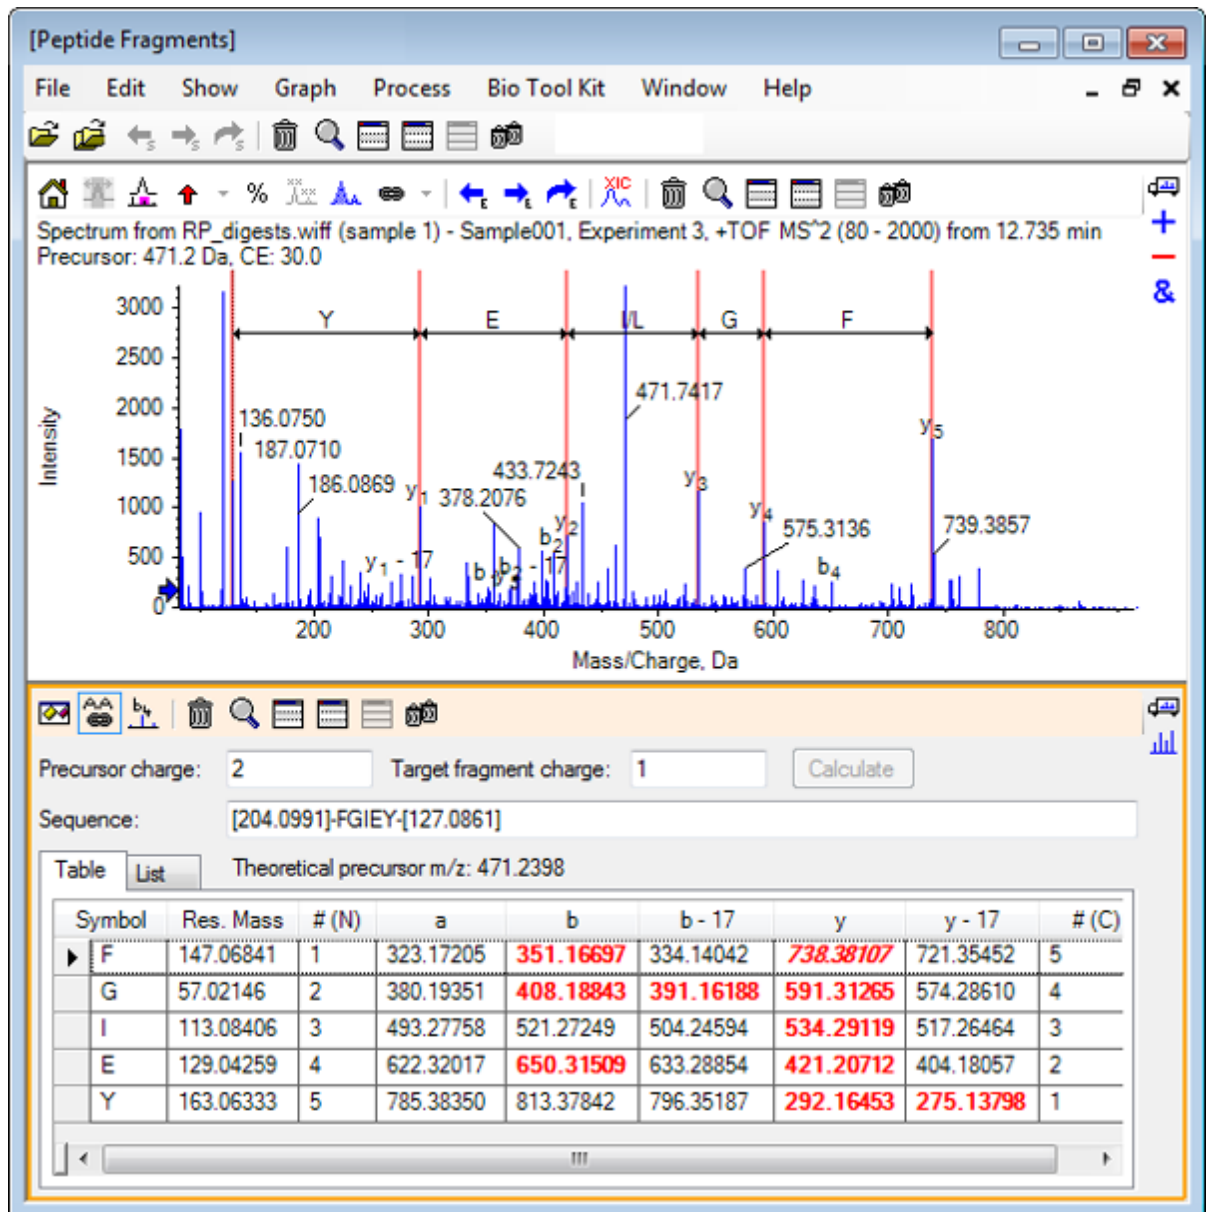 [Peptide Fragments]
File Edit Show Graph Process Bio Tool Kit Window Help
% XIC
Spectrum from RP_digests.wiff (sample 1) - Sample001, Experiment 3, +TOF MS^2 (80 - 2000) from 12.735 min
Precursor: 471.2 Da, CE: 30.0
3000
2500
2000
1500
1000
500
0
Intensity
Y E I/L G F
471.7417
136.0750
y5
187.0710
433.7243
186.0869 y1 378.2076
y3
y2
y4 575.3136 739.3857
b2
y1 - 17
b2 - 17
b4
200 300 400 500 600 700 800
Mass/Charge, Da
b4
Precursor charge: 2 Target fragment charge: 1 Calculate
Sequence: [204.0991]-FGIEY-[127.0861]
Table List Theoretical precursor m/z: 471.2398
Symbol Res. Mass # (N) a b b - 17 y y - 17 # (C)
F 147.06841 1 323.17205 351.16697 334.14042 738.38107 721.35452 5
G 57.02146 2 380.19351 408.18843 391.16188 591.31265 574.28610 4
I 113.08406 3 493.27758 521.27249 504.24594 534.29119 517.26464 3
E 129.04259 4 622.32017 650.31509 633.28854 421.20712 404.18057 2
Y 163.06333 5 785.38350 813.37842 796.35187 292.16453 275.13798 1